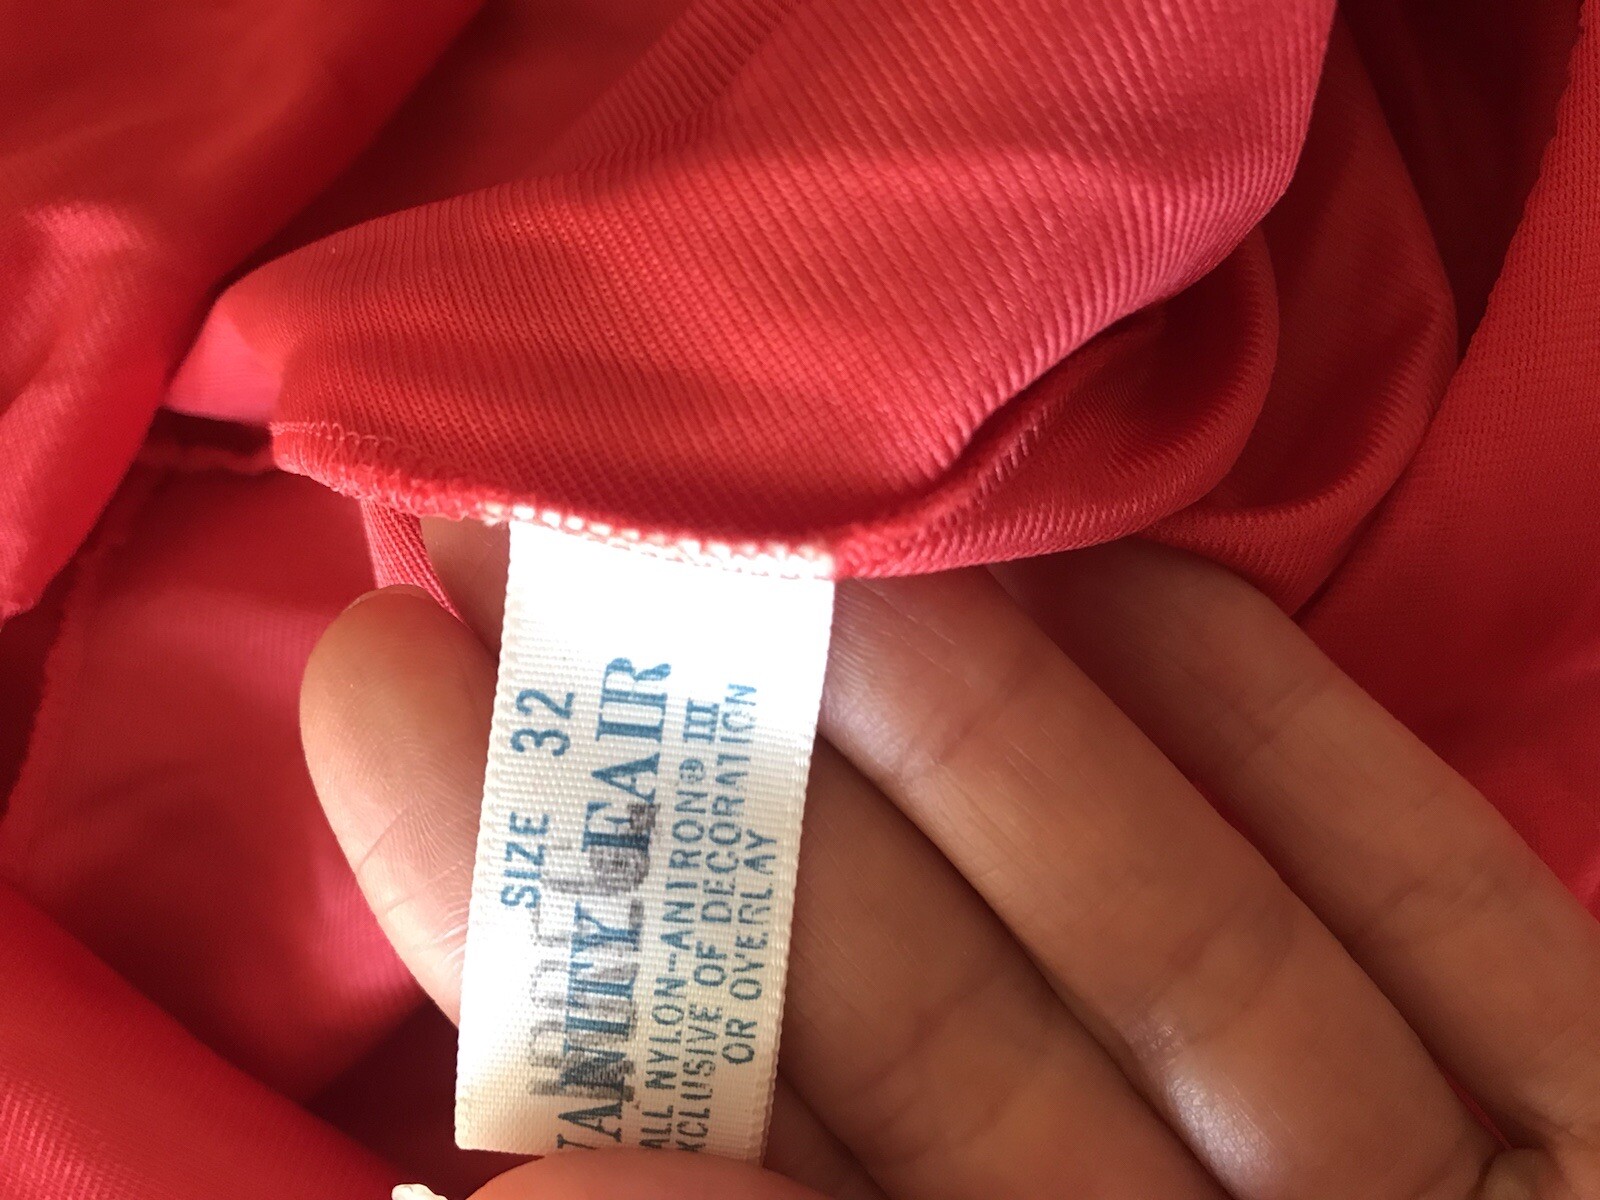 SIZE 32
VANITY FAIR
ALL NYLON-ANTRON® III
EXCLUSIVE OF DECORATION
OR OVERLAY